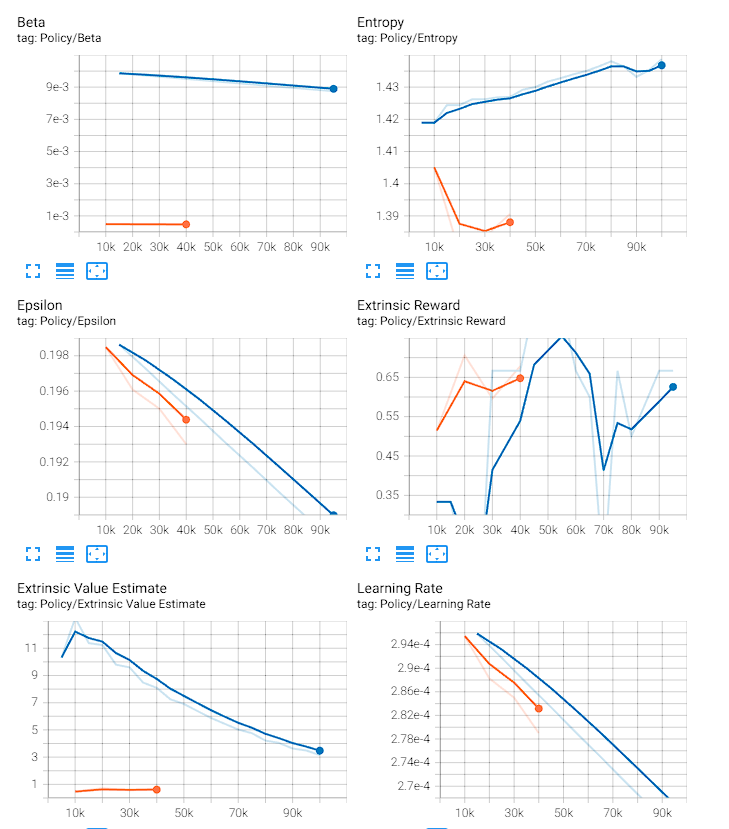 Beta
tag: Policy/Beta
9e-3
7e-3
5e-3
3e-3
1e-3
10k 20k 30k 40k 50k 60k 70k 80k 90k
Entropy
tag: Policy/Entropy
1.43
1.42
1.41
1.4
1.39
10k 30k 50k 70k 90k
Epsilon
tag: Policy/Epsilon
0.198
0.196
0.194
0.192
0.19
10k 20k 30k 40k 50k 60k 70k 80k 90k
Extrinsic Reward
tag: Policy/Extrinsic Reward
0.65
0.55
0.45
0.35
10k 20k 30k 40k 50k 60k 70k 80k 90k
Extrinsic Value Estimate
tag: Policy/Extrinsic Value Estimate
11
9
7
5
3
1
10k 30k 50k 70k 90k
Learning Rate
tag: Policy/Learning Rate
2.94e-4
2.9e-4
2.86e-4
2.82e-4
2.78e-4
2.74e-4
2.7e-4
10k 30k 50k 70k 90k